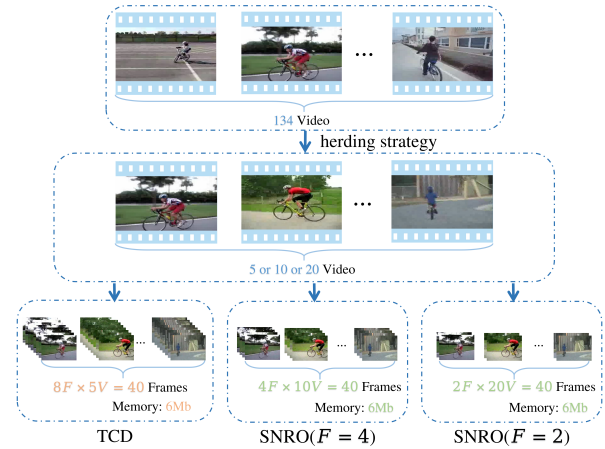 ...
134 Video
herding strategy
...
5 or 10 or 20 Video
... ... ...
8F × 5V = 40 Frames
Memory: 6Mb
4F × 10V = 40 Frames
Memory: 6Mb
2F × 20V = 40 Frames
Memory: 6Mb
TCD
SNRO(F = 4)
SNRO(F = 2)